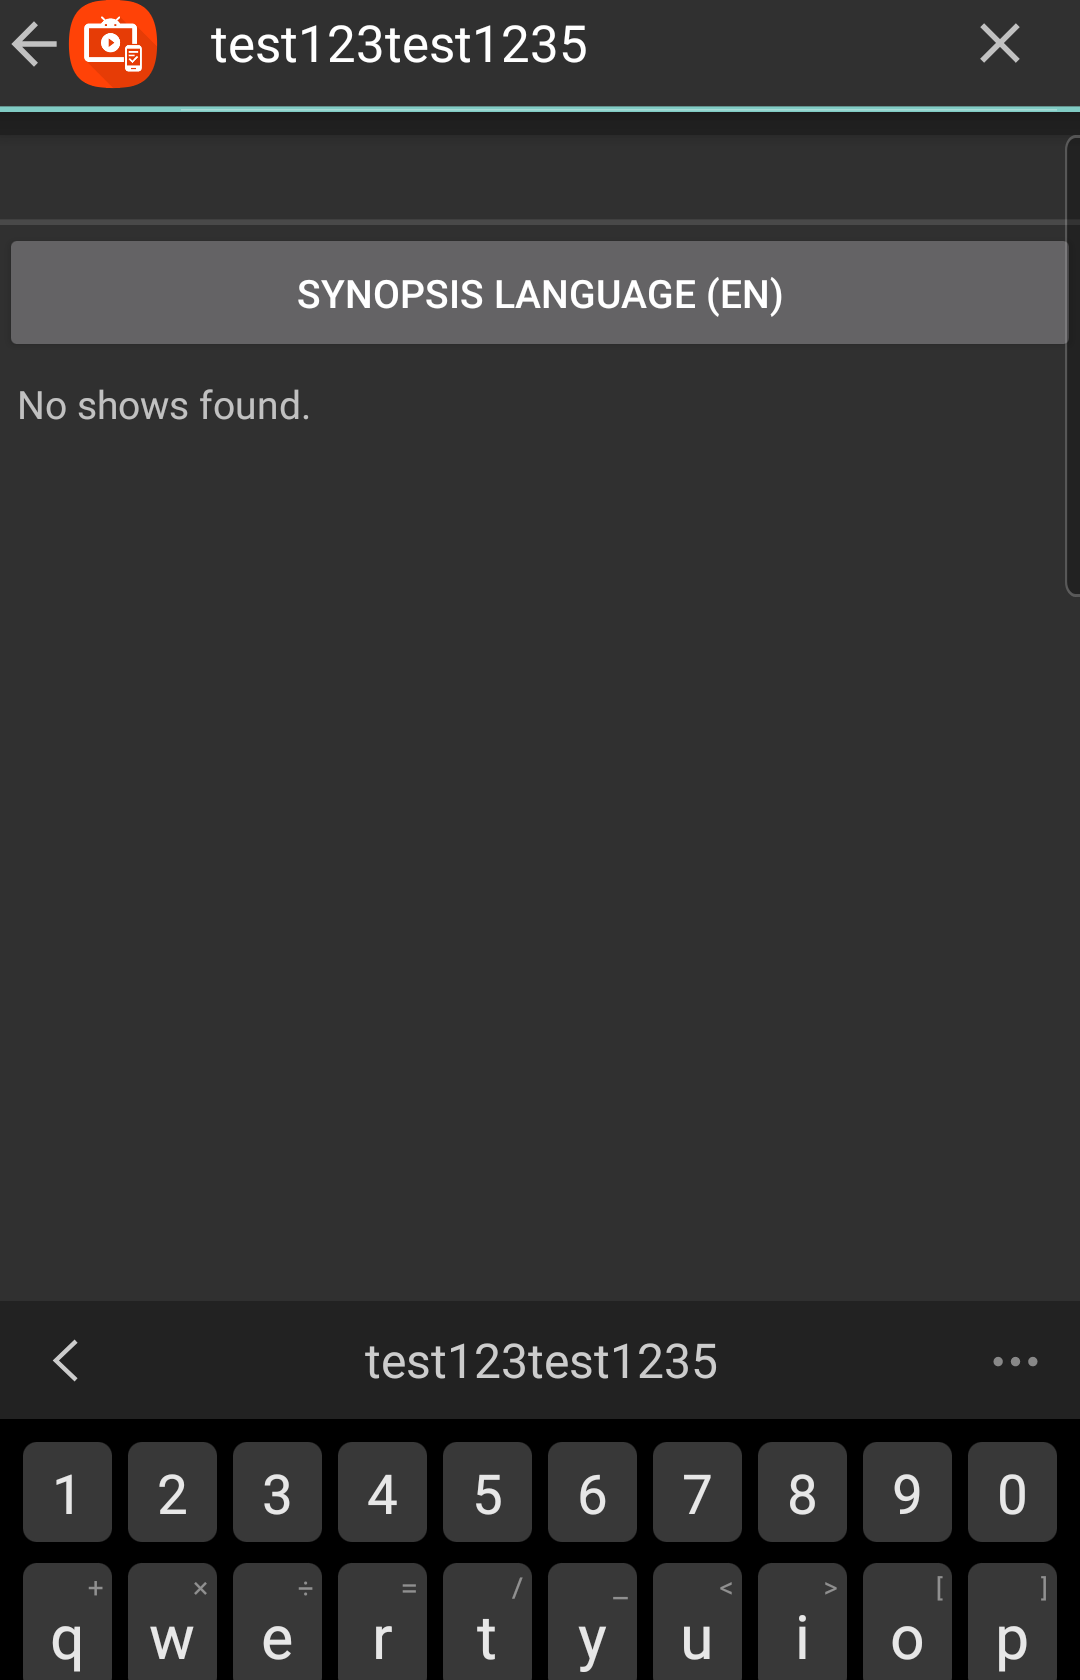 test123test1235
SYNOPSIS LANGUAGE (EN)
No shows found.
test123test1235
1 2 3 4 5 6 7 8 9 0
+ × ÷ = / _ < > [ ]
q w e r t y u i o p